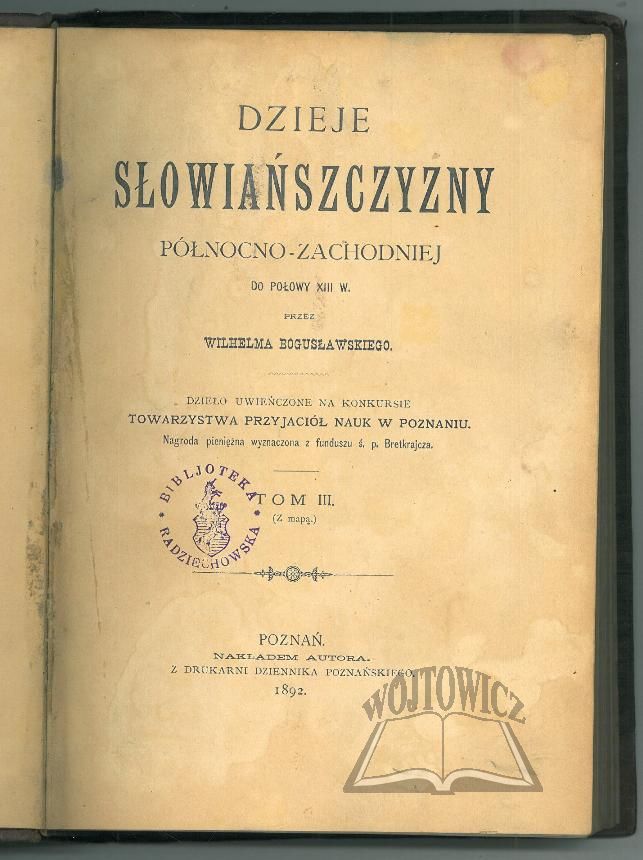 DZIEJE
SŁOWIAŃSZCZYZNY
PÓŁNOCNO-ZACHODNIEJ
DO POŁOWY XIII W.
PRZEZ
WILHELMA BOGUSŁAWSKIEGO.
DZIEŁO UWIEŃCZONE NA KONKURSIE
TOWARZYSTWA PRZYJACIÓŁ NAUK W POZNANIU.
Nagroda pieniężna wyznaczona z funduszu ś. p. Bretkrajcza.
TOM III.
(Z mapą.)
* BIBLJOTEKA *
RADZIECHOWSKA
POZNAŃ.
NAKŁADEM AUTORA.
Z DRUKARNI DZIENNIKA POZNAŃSKIEGO.
1892.
WÓJTOWICZ